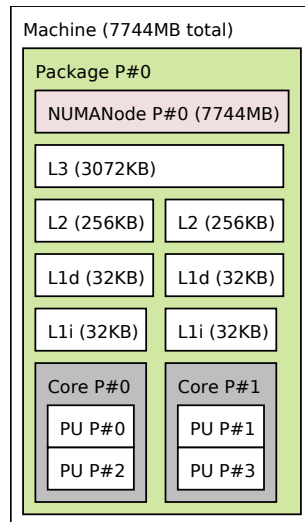 Machine (7744MB total)
Package P#0
NUMANode P#0 (7744MB)
L3 (3072KB)
L2 (256KB) L2 (256KB)
L1d (32KB) L1d (32KB)
L1i (32KB) L1i (32KB)
Core P#0 Core P#1
PU P#0 PU P#1
PU P#2 PU P#3